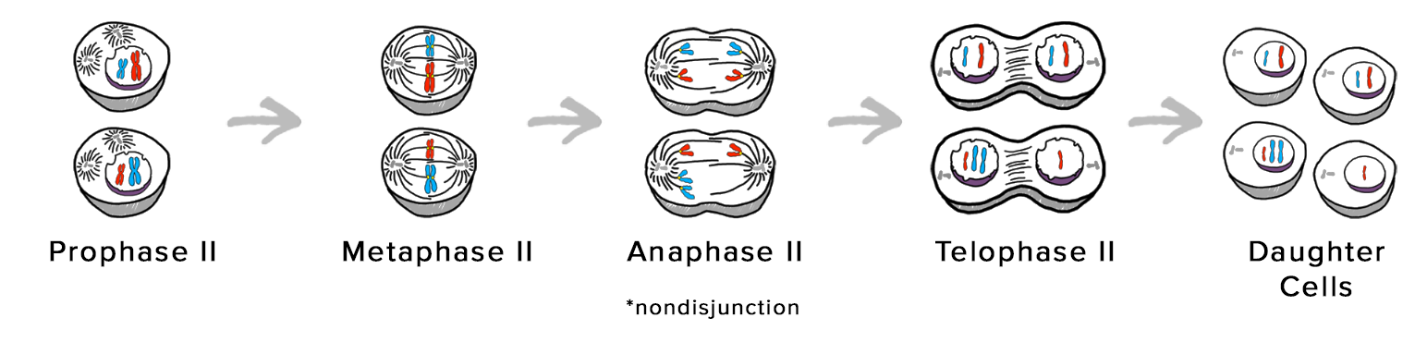 Prophase II
Metaphase II
Anaphase II
Telophase II
Daughter
Cells
*nondisjunction